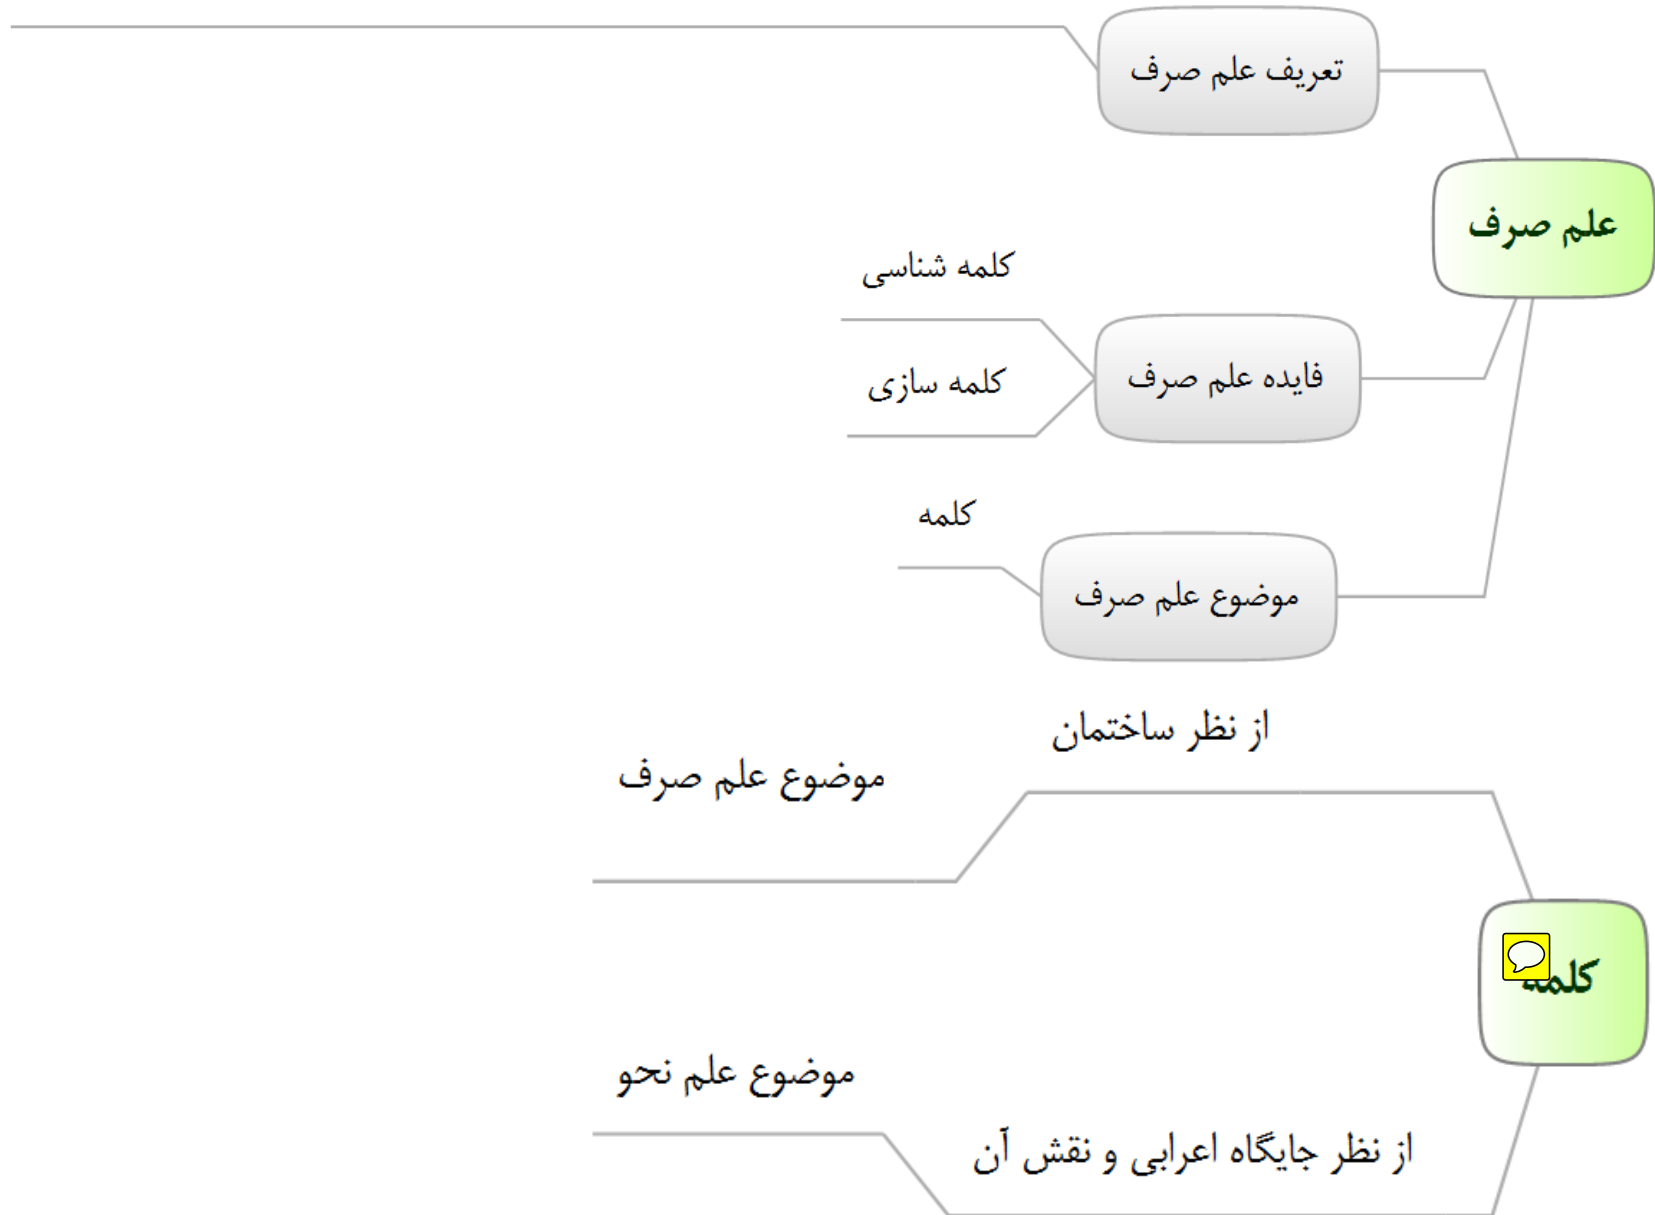 تعریف علم صرف
علم صرف
کلمه شناسی
فایده علم صرف
کلمه سازی
کلمه
موضوع علم صرف
از نظر ساختمان
موضوع علم صرف
کلمه
موضوع علم نحو
از نظر جایگاه اعرابی و نقش آن